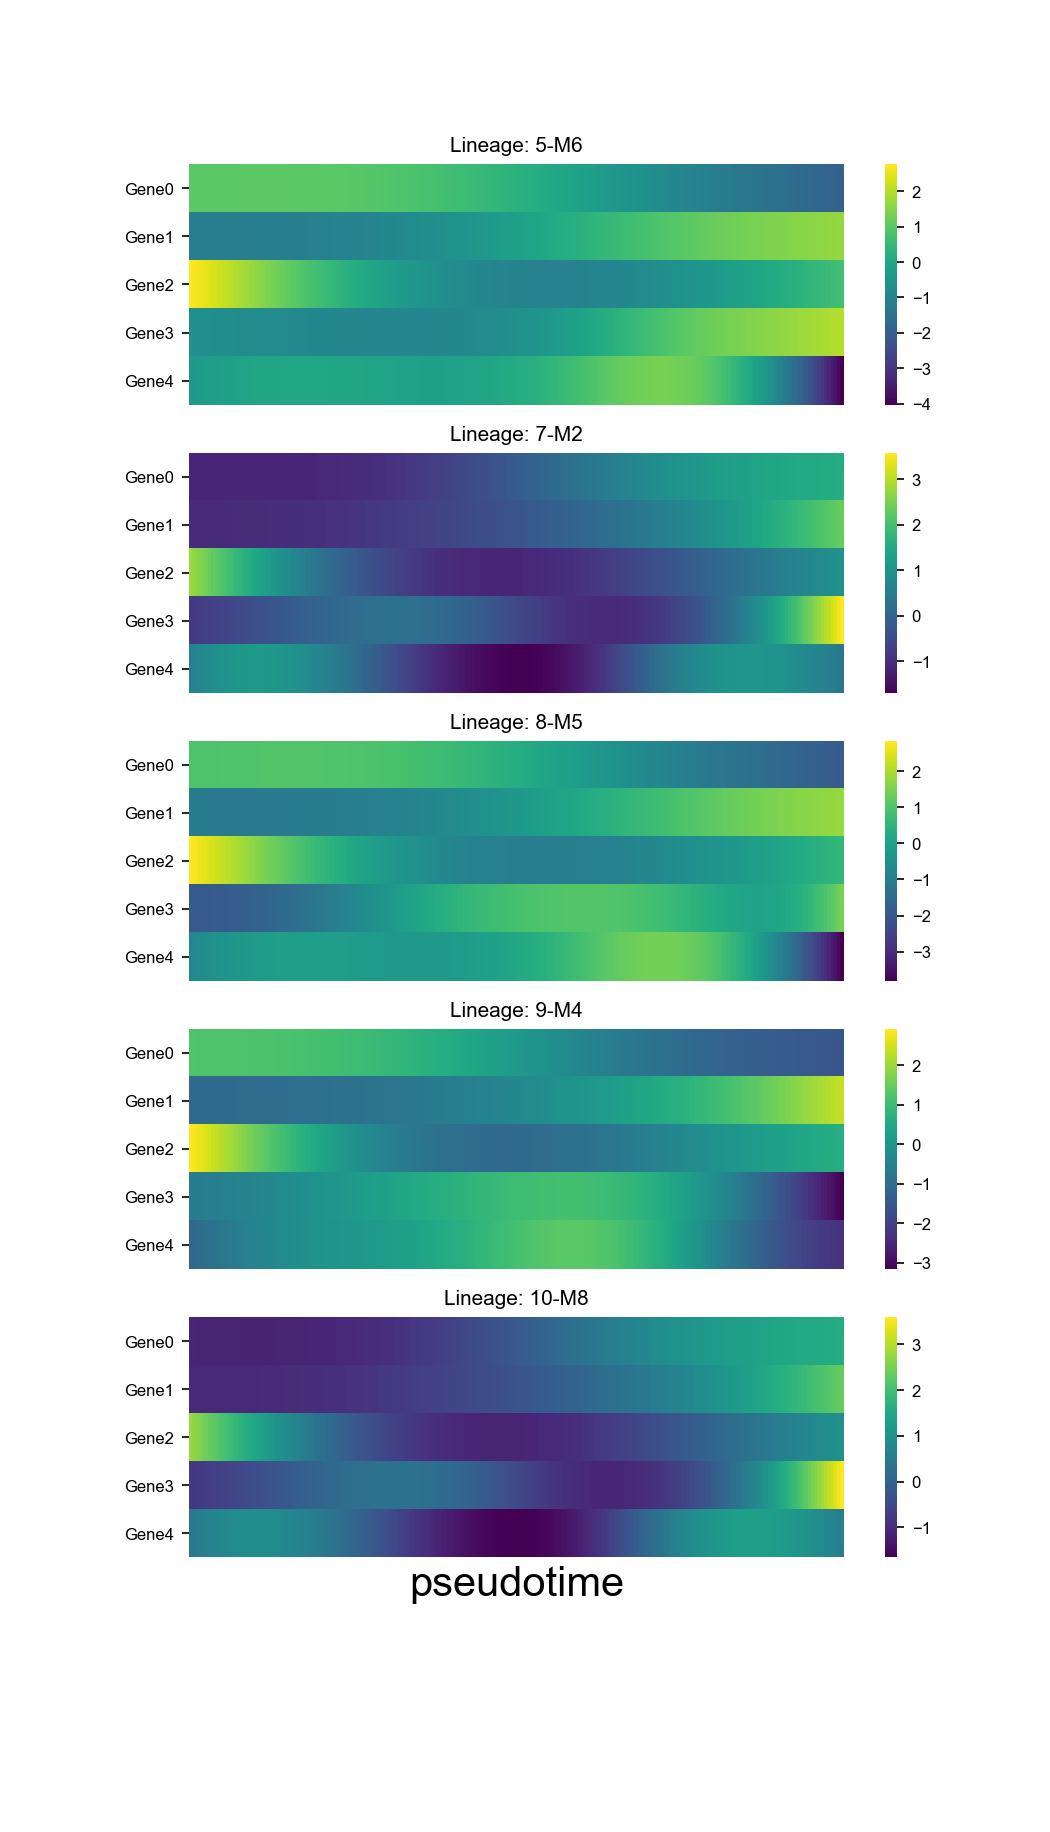 Lineage: 5-M6
Gene0
Gene1
Gene2
Gene3
Gene4
2
1
0
−1
−2
−3
−4
Lineage: 7-M2
Gene0
Gene1
Gene2
Gene3
Gene4
3
2
1
0
−1
Lineage: 8-M5
Gene0
Gene1
Gene2
Gene3
Gene4
2
1
0
−1
−2
−3
Lineage: 9-M4
Gene0
Gene1
Gene2
Gene3
Gene4
2
1
0
−1
−2
−3
Lineage: 10-M8
Gene0
Gene1
Gene2
Gene3
Gene4
3
2
1
0
−1
pseudotime